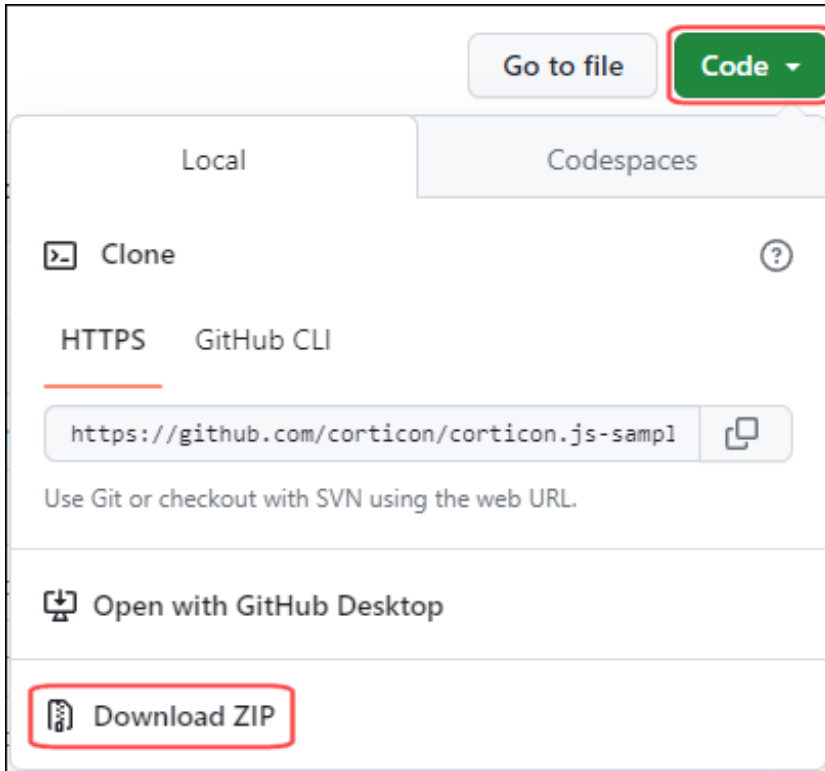 Go to file
Code
Local
Codespaces
Clone
HTTPS
GitHub CLI
https://github.com/corticon/corticon.js-sampl
Use Git or checkout with SVN using the web URL.
Open with GitHub Desktop
Download ZIP